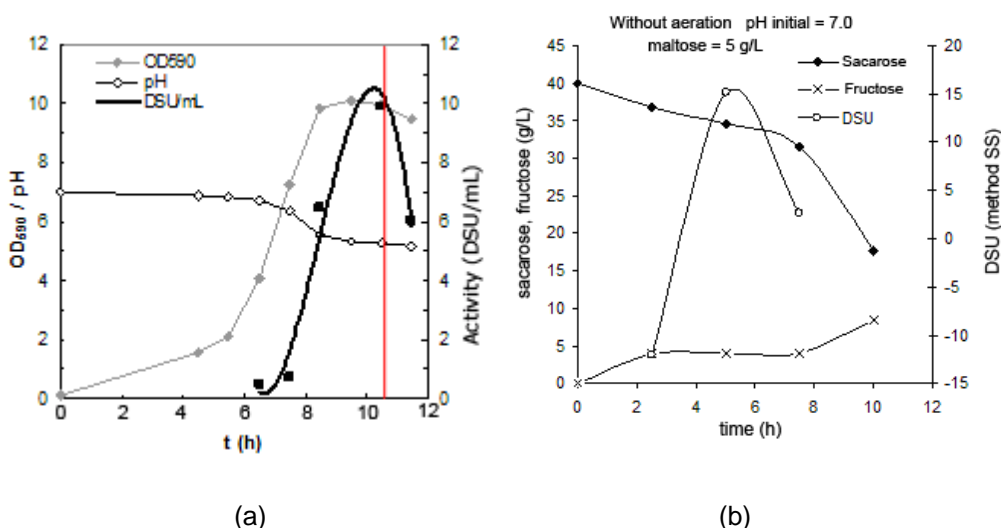 12
10
8
6
4
2
0
OD590
pH
DSU/mL
12
10
8
6
4
2
0
0 2 4 6 8 10 12
OD590 / pH
Activity (DSU/mL)
t (h)
(a)
Without aeration pH initial = 7.0
maltose = 5 g/L
45
40
35
30
25
20
15
10
5
0
Sacarose
Fructose
DSU
20
15
10
5
0
-5
-10
-15
0 2 4 6 8 10 12
sacarose, fructose (g/L)
DSU (method SS)
time (h)
(b)